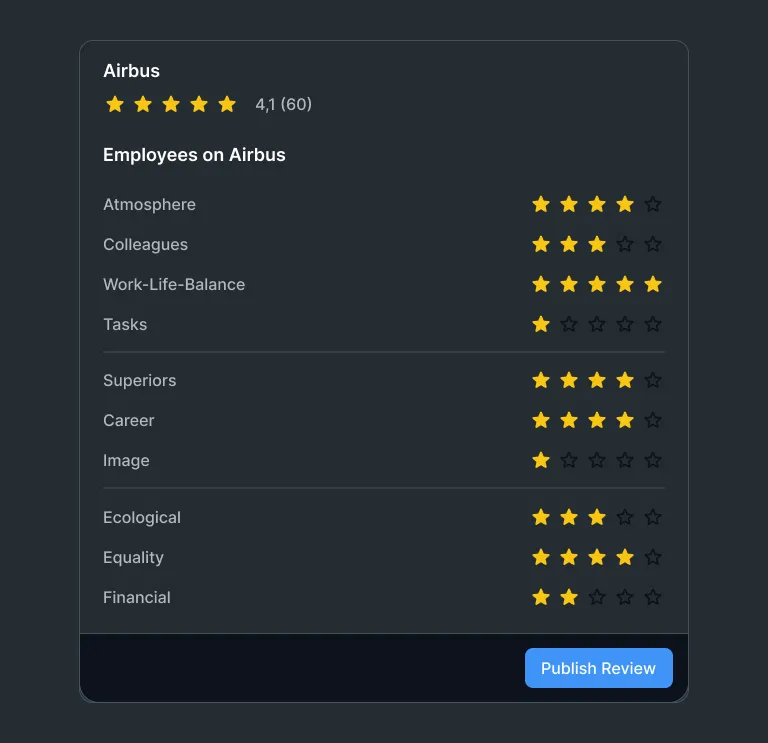 Airbus
4,1 (60)
Employees on Airbus
Atmosphere
Colleagues
Work-Life-Balance
Tasks
Superiors
Career
Image
Ecological
Equality
Financial
Publish Review